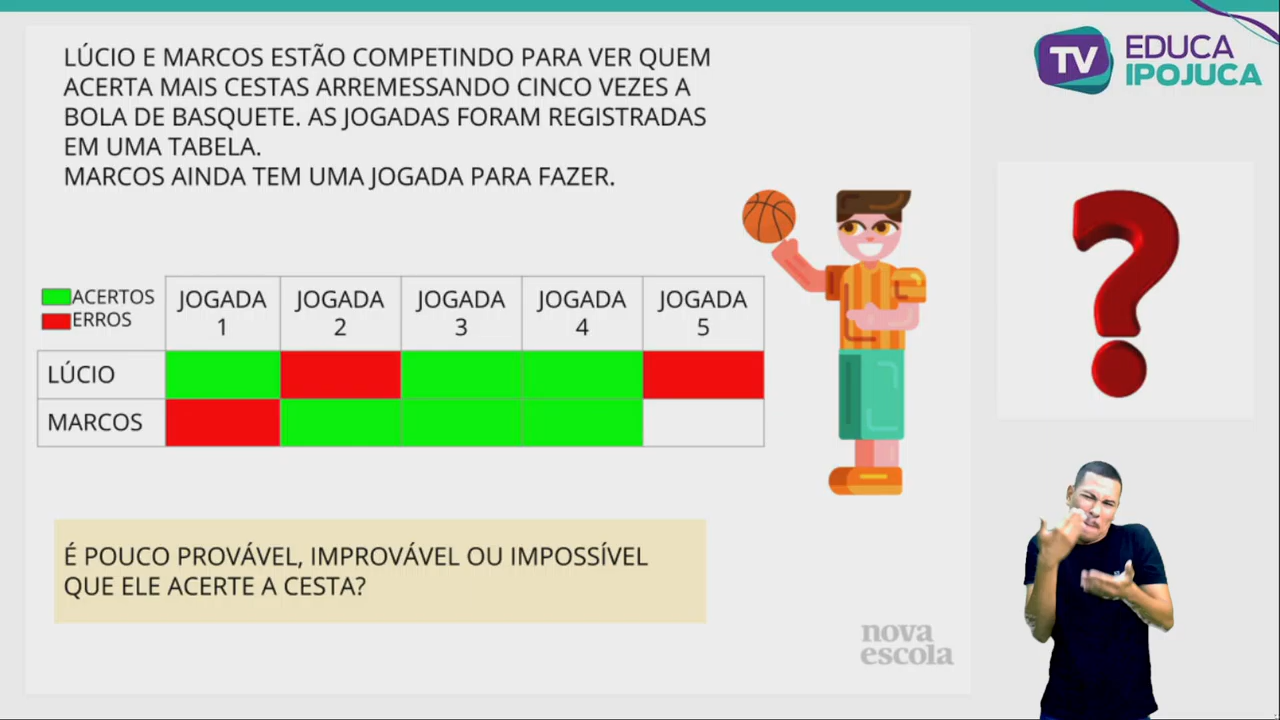 LÚCIO E MARCOS ESTÃO COMPETINDO PARA VER QUEM
ACERTA MAIS CESTAS ARREMESSANDO CINCO VEZES A
BOLA DE BASQUETE. AS JOGADAS FORAM REGISTRADAS
EM UMA TABELA.
MARCOS AINDA TEM UMA JOGADA PARA FAZER.
TV EDUCA
IPOJUCA
ACERTOS
ERROS
JOGADA
1
JOGADA
2
JOGADA
3
JOGADA
4
JOGADA
5
LÚCIO
MARCOS
É POUCO PROVÁVEL, IMPROVÁVEL OU IMPOSSÍVEL
QUE ELE ACERTE A CESTA?
nova
escola